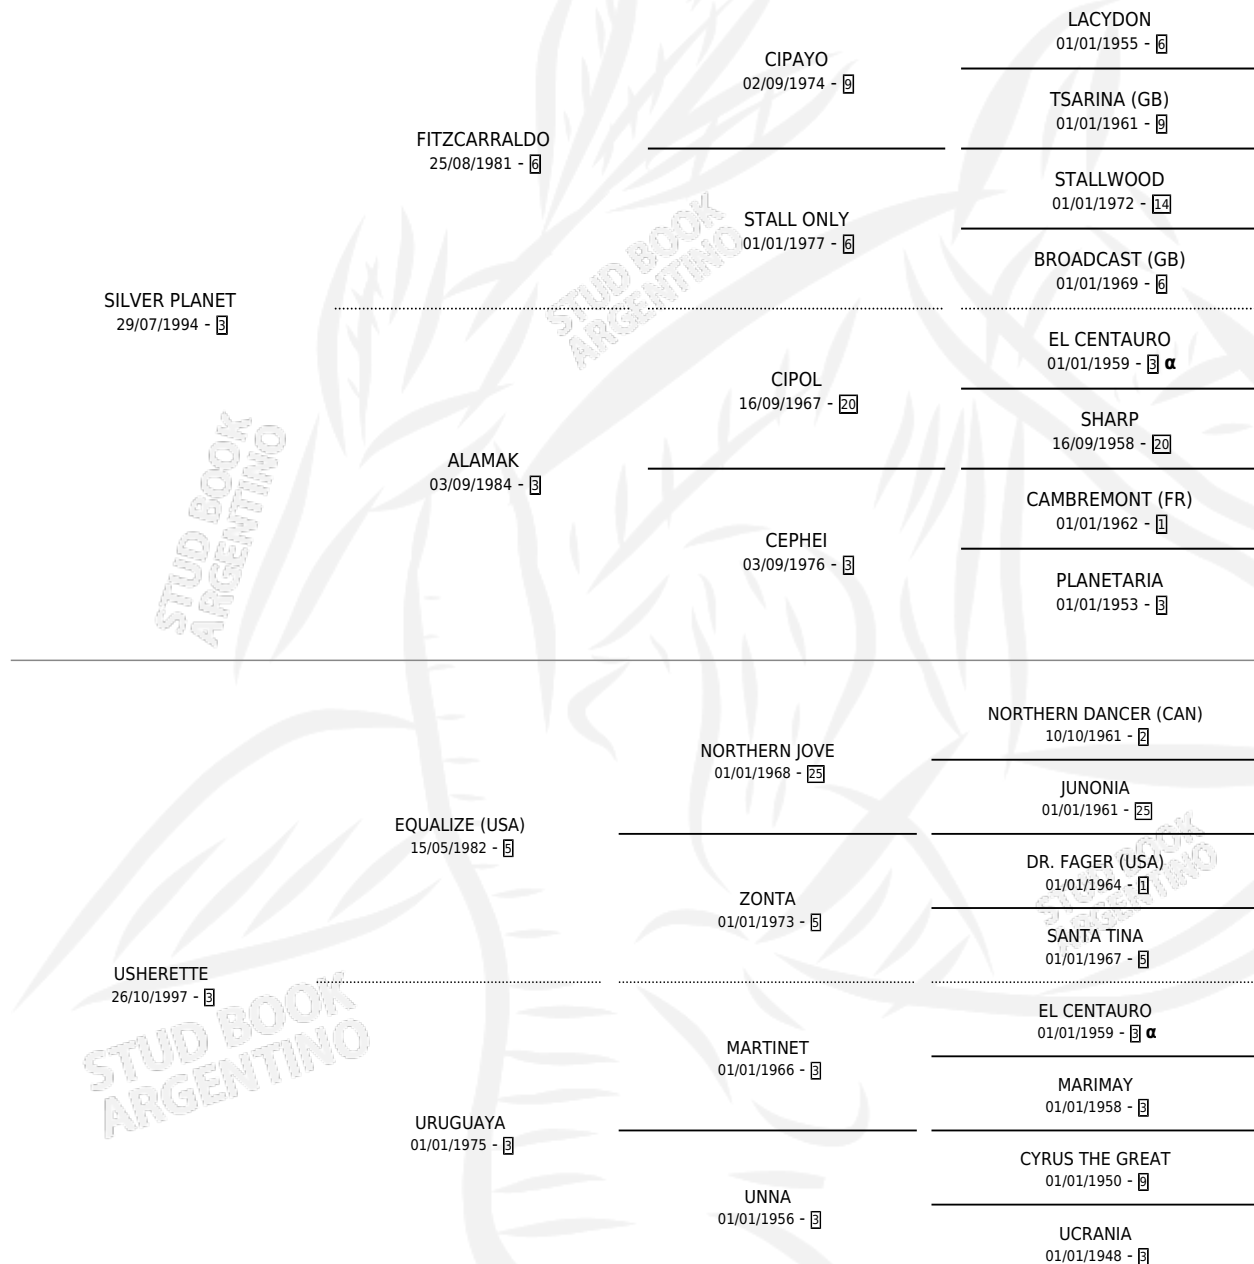 LACYDON
01/01/1955 - 6
CIPAYO
02/09/1974 - 9
TSARINA (GB)
01/01/1961 - 9
FITZCARRALDO
25/08/1981 - 6
STALLWOOD
01/01/1972 - 14
STALL ONLY
01/01/1977 - 6
BROADCAST (GB)
01/01/1969 - 6
SILVER PLANET
29/07/1994 - 3
STUD BOOK
ARGENTINO
EL CENTAURO
01/01/1959 - 3 α
CIPOL
16/09/1967 - 20
SHARP
16/09/1958 - 20
ALAMAK
03/09/1984 - 3
STUD BOOK
ARGENTINO
CAMBREMONT (FR)
01/01/1962 - 1
CEPHEI
03/09/1976 - 3
PLANETARIA
01/01/1953 - 3
NORTHERN DANCER (CAN)
10/10/1961 - 2
NORTHERN JOVE
01/01/1968 - 25
JUNONIA
01/01/1961 - 25
EQUALIZE (USA)
15/05/1982 - 5
STUD BOOK
ARGENTINO
DR. FAGER (USA)
01/01/1964 - 1
ZONTA
01/01/1973 - 5
SANTA TINA
01/01/1967 - 5
USHERETTE
26/10/1997 - 3
STUD BOOK
ARGENTINO
EL CENTAURO
01/01/1959 - 3 α
MARTINET
01/01/1966 - 3
MARIMAY
01/01/1958 - 3
URUGUAYA
01/01/1975 - 3
CYRUS THE GREAT
01/01/1950 - 9
UNNA
01/01/1956 - 3
UCRANIA
01/01/1948 - 3